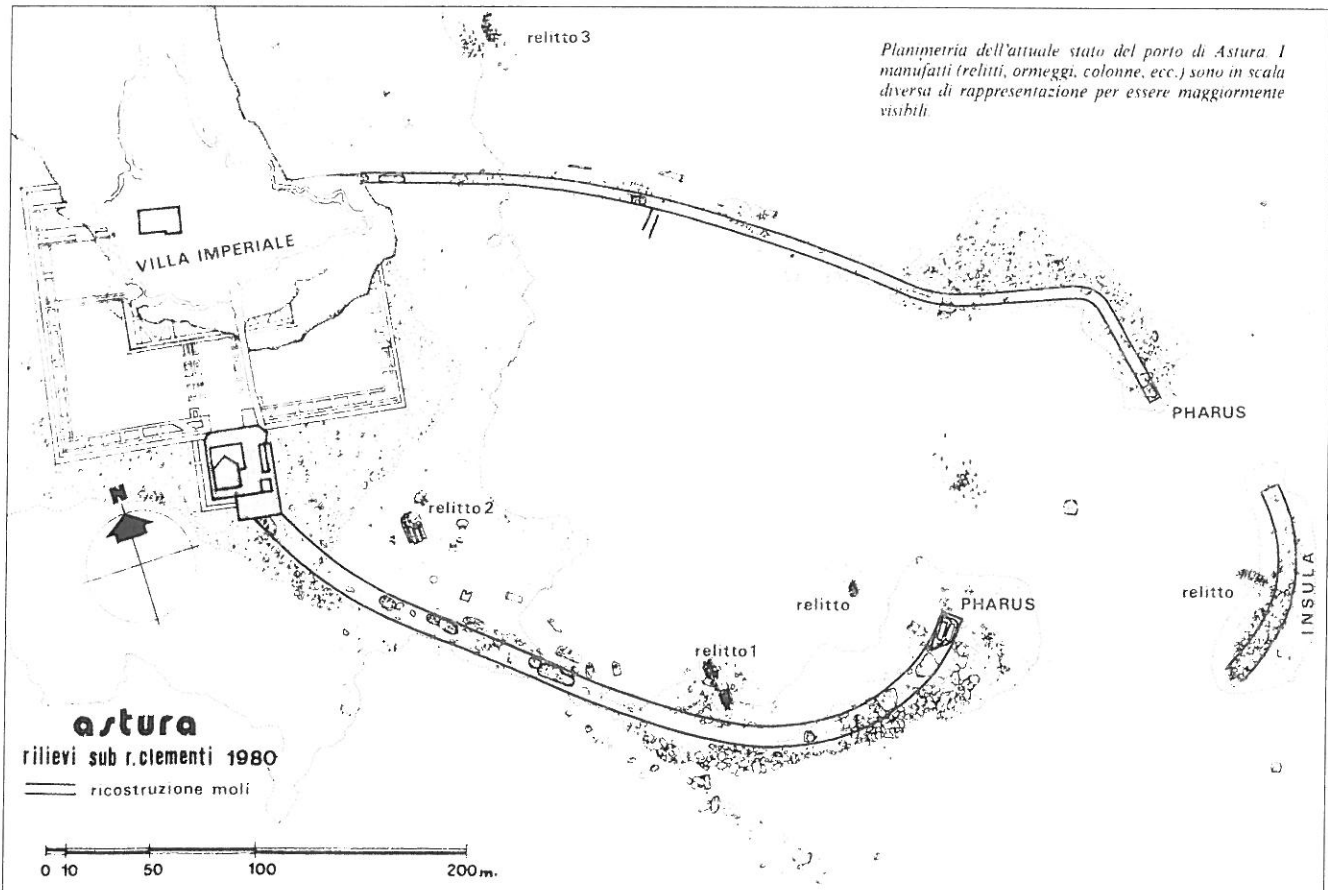 relitto 3
Planimetria dell'attuale stato del porto di Astura. I
manufatti (relitti, ormeggi, colonne, ecc.) sono in scala
diversa di rappresentazione per essere maggiormente
visibili.
VILLA IMPERIALE
PHARUS
N
relitto 2
relitto
PHARUS
relitto
INSULA
relitto 1
astura
rilievi sub r.clementi 1980
ricostruzione moli
0 10 50 100 200 m.